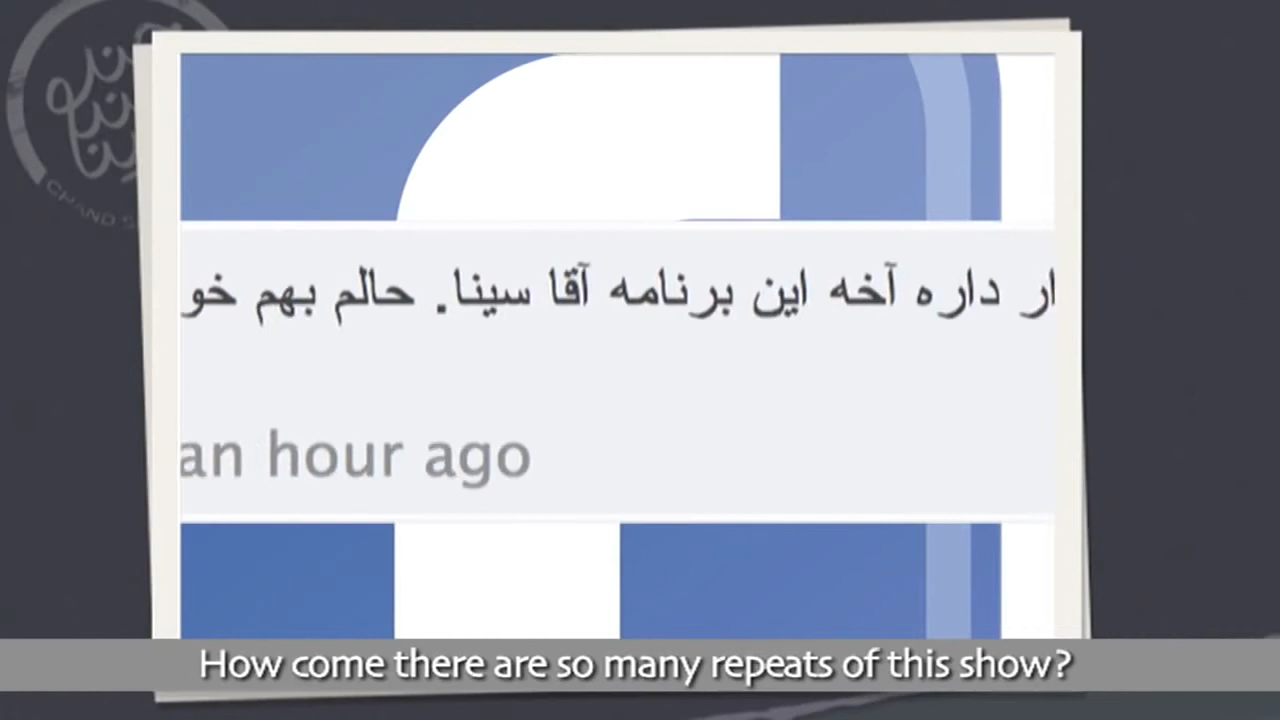 ار داره آخه این برنامه آقا سینا. حالم بهم خو
an hour ago
How come there are so many repeats of this show?